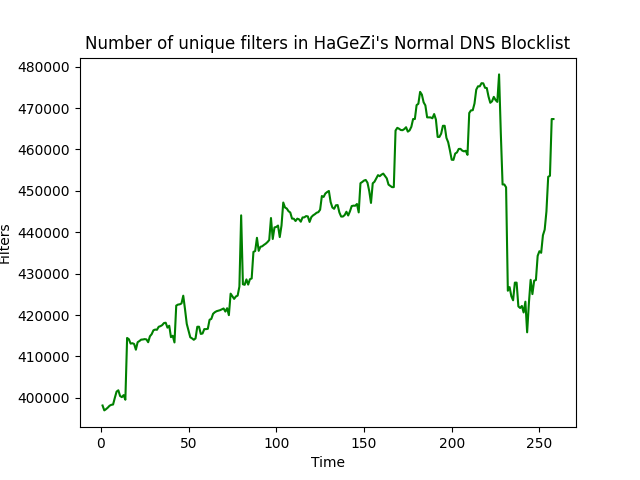 Number of unique filters in HaGeZi's Normal DNS Blocklist
480000
470000
460000
450000
440000
430000
420000
410000
400000
Filters
0 50 100 150 200 250
Time